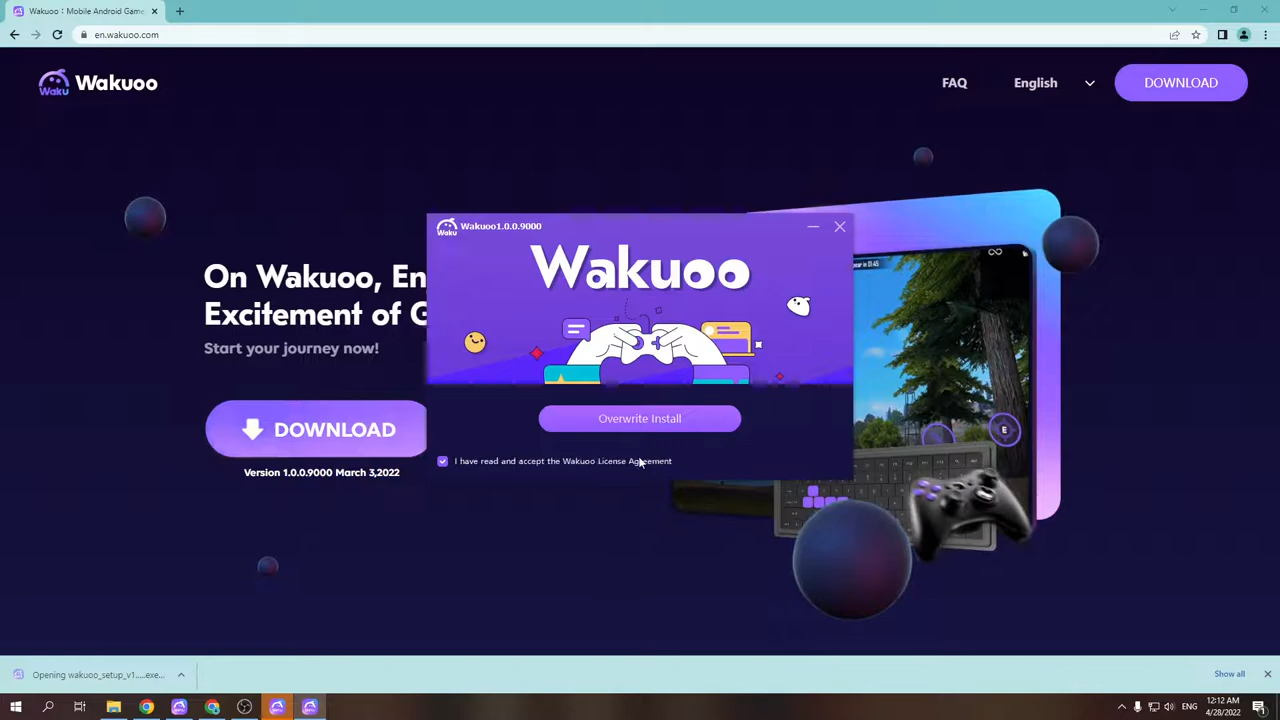 Wakuoo：Mobile Android Game
en.wakuoo.com
Waku
Wakuoo
FAQ
English
DOWNLOAD
On Wakuoo, En
Excitement of G
Start your journey now!
DOWNLOAD
Version 1.0.0.9000 March 3,2022
Waku
Wakuoo1.0.0.9000
Wakuoo
Overwrite Install
I have read and accept the Wakuoo License Agreement
E
Opening wakuoo_setup_v1.....exe...
Show all
12:12 AM
4/28/2022